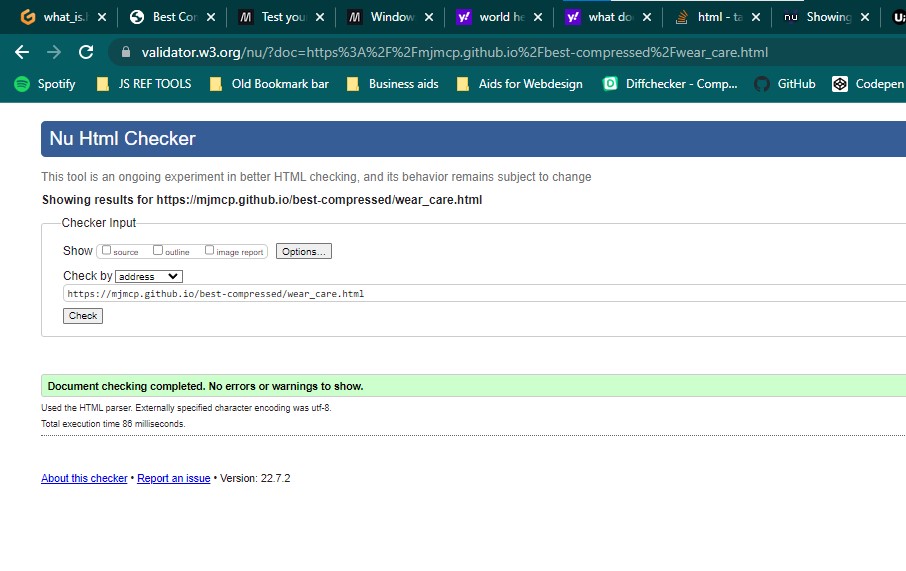 what_is.
Best Co
Test you
Window
world he
what do
html - ta
Showing
validator.w3.org/nu/?doc=https%3A%2F%2Fmjmcp.github.io%2Fbest-compressed%2Fwear_care.html
Spotify JS REF TOOLS Old Bookmark bar Business aids Aids for Webdesign Diffchecker - Comp... GitHub Codepen
Nu Html Checker
This tool is an ongoing experiment in better HTML checking, and its behavior remains subject to change
Showing results for https://mjmcp.github.io/best-compressed/wear_care.html
Checker Input
Show source outline image report Options...
Check by address
https://mjmcp.github.io/best-compressed/wear_care.html
Check
Document checking completed. No errors or warnings to show.
Used the HTML parser. Externally specified character encoding was utf-8.
Total execution time 86 milliseconds.
About this checker • Report an issue • Version: 22.7.2